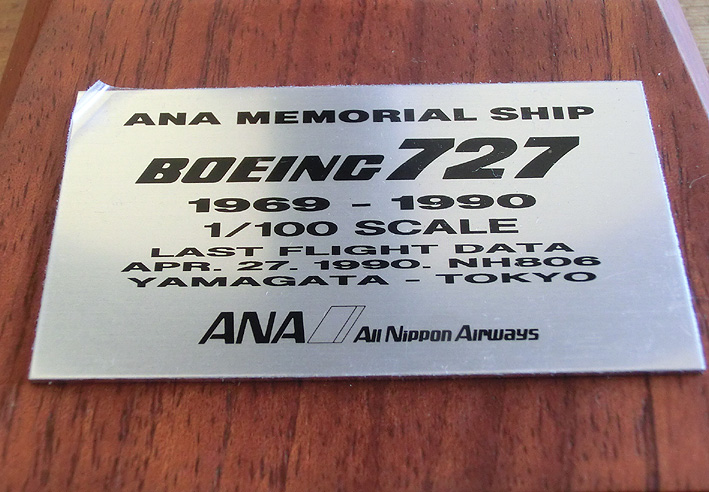 ANA MEMORIAL SHIP
BOEING 727
1969 - 1990
1/100 SCALE
LAST FLIGHT DATA
APR. 27. 1990. NH806
YAMAGATA - TOKYO
ANA All Nippon Airways